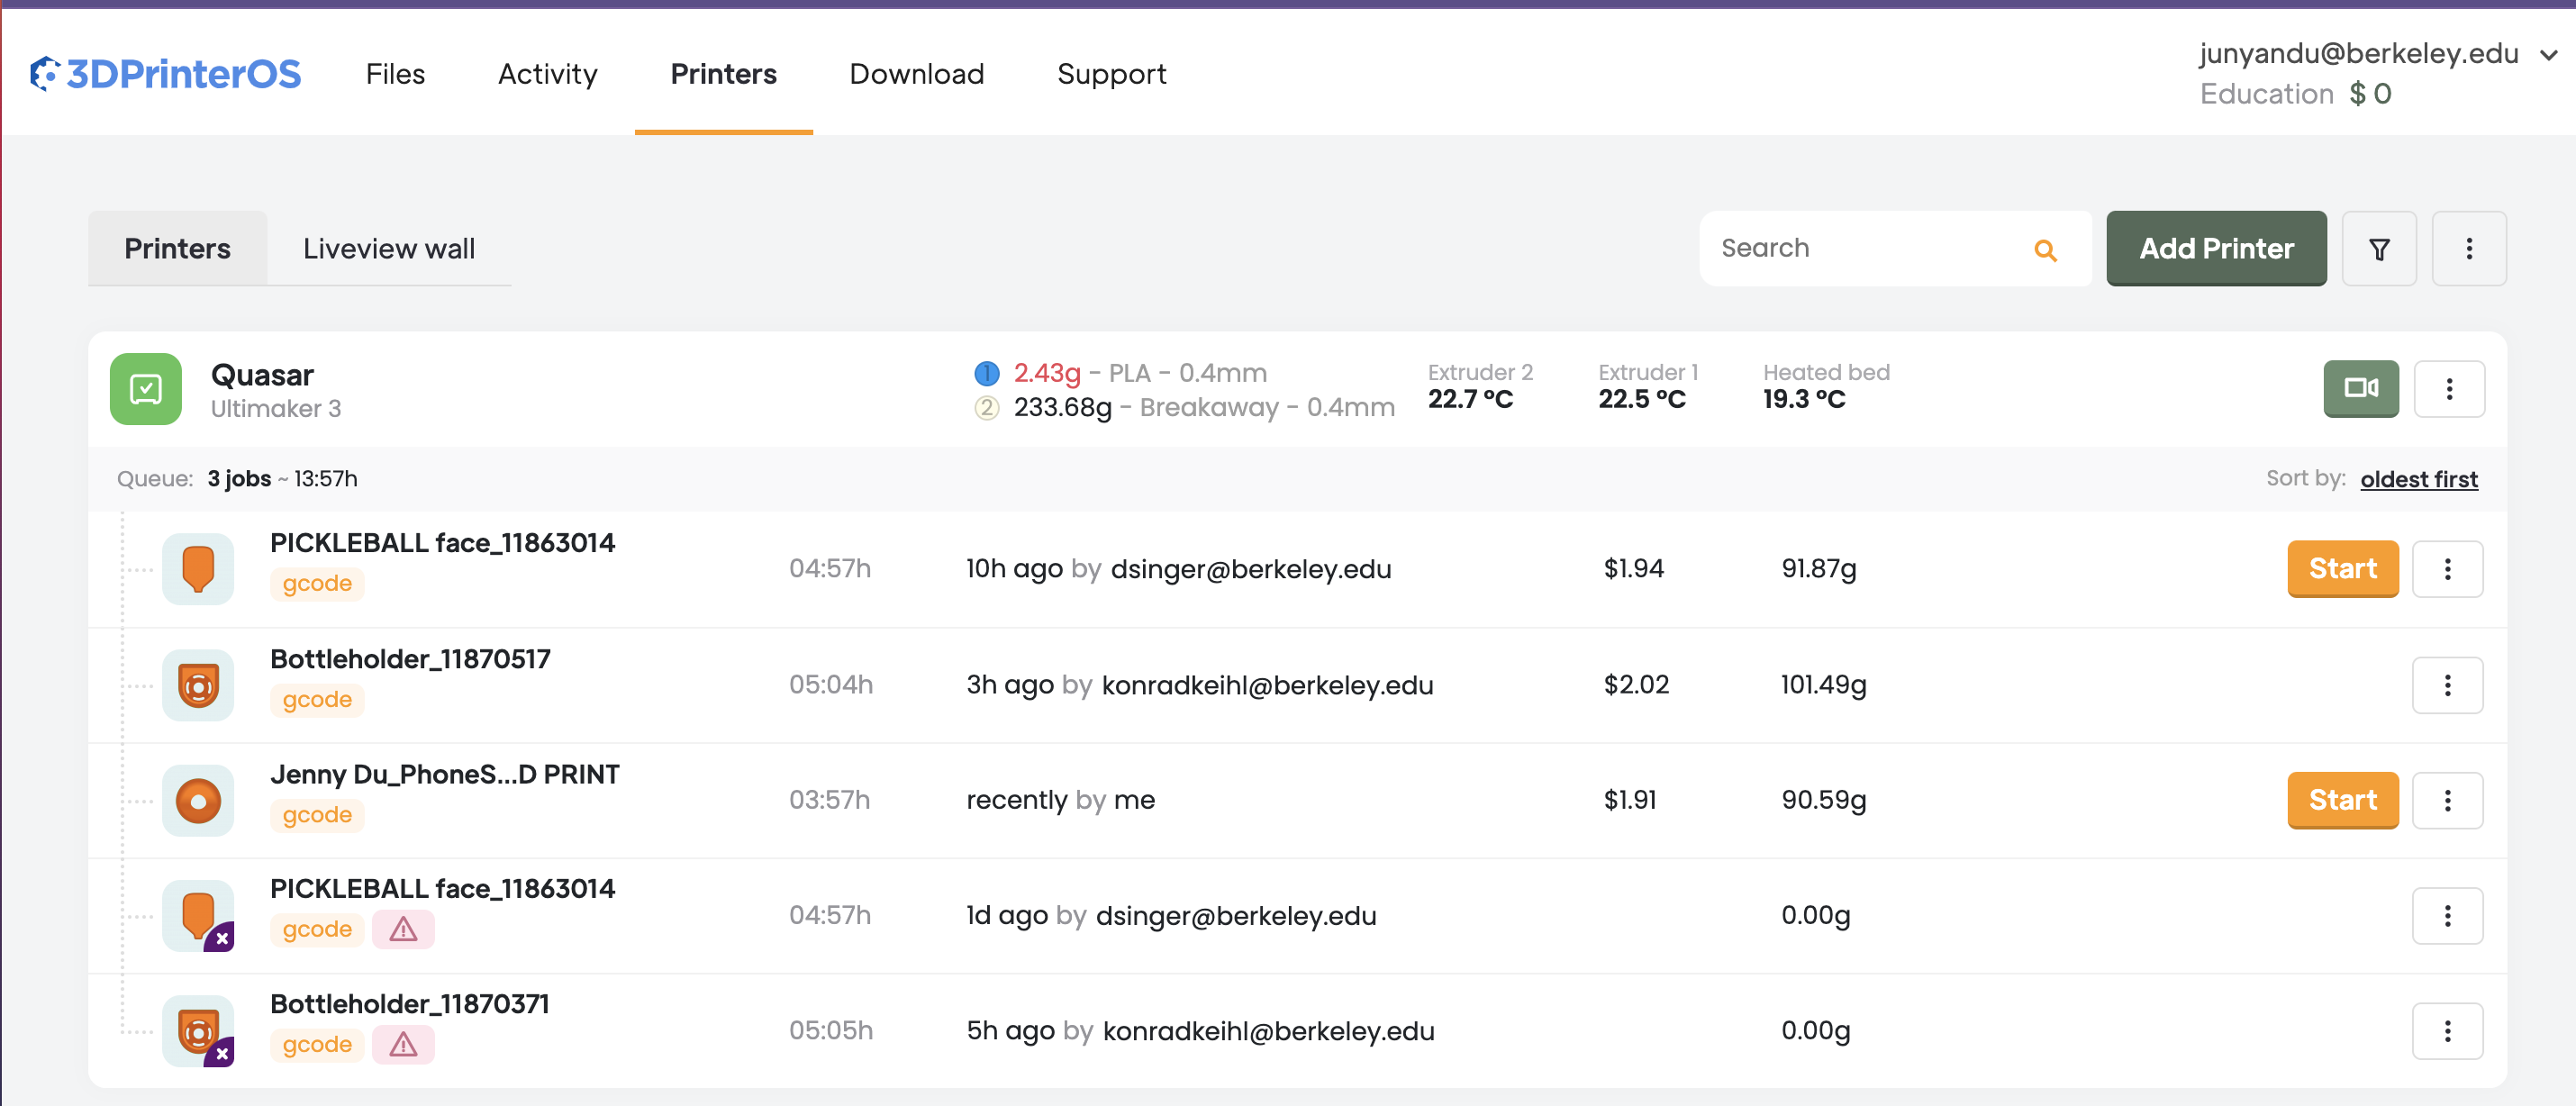 3DPrinterOS Files Activity Printers Download Support junyandu@berkeley.edu
Education $ 0
Printers Liveview wall Search Add Printer
Quasar
Ultimaker 3
1 2.43g - PLA - 0.4mm
2 233.68g - Breakaway - 0.4mm
Extruder 2
22.7 °C
Extruder 1
22.5 °C
Heated bed
19.3 °C
Queue: 3 jobs ~ 13:57h Sort by: oldest first
PICKLEBALL face_11863014
gcode
04:57h 10h ago by dsinger@berkeley.edu $1.94 91.87g Start
Bottleholder_11870517
gcode
05:04h 3h ago by konradkeihl@berkeley.edu $2.02 101.49g
Jenny Du_PhoneS...D PRINT
gcode
03:57h recently by me $1.91 90.59g Start
PICKLEBALL face_11863014
gcode
04:57h 1d ago by dsinger@berkeley.edu 0.00g
Bottleholder_11870371
gcode
05:05h 5h ago by konradkeihl@berkeley.edu 0.00g